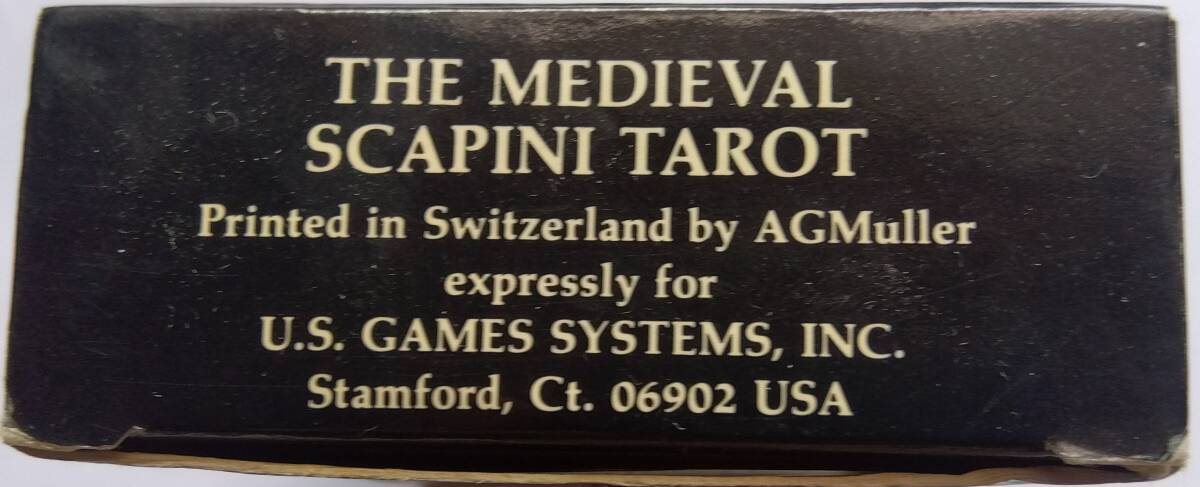 THE MEDIEVAL
SCAPINI TAROT
Printed in Switzerland by AGMuller
expressly for
U.S. GAMES SYSTEMS, INC.
Stamford, Ct. 06902 USA